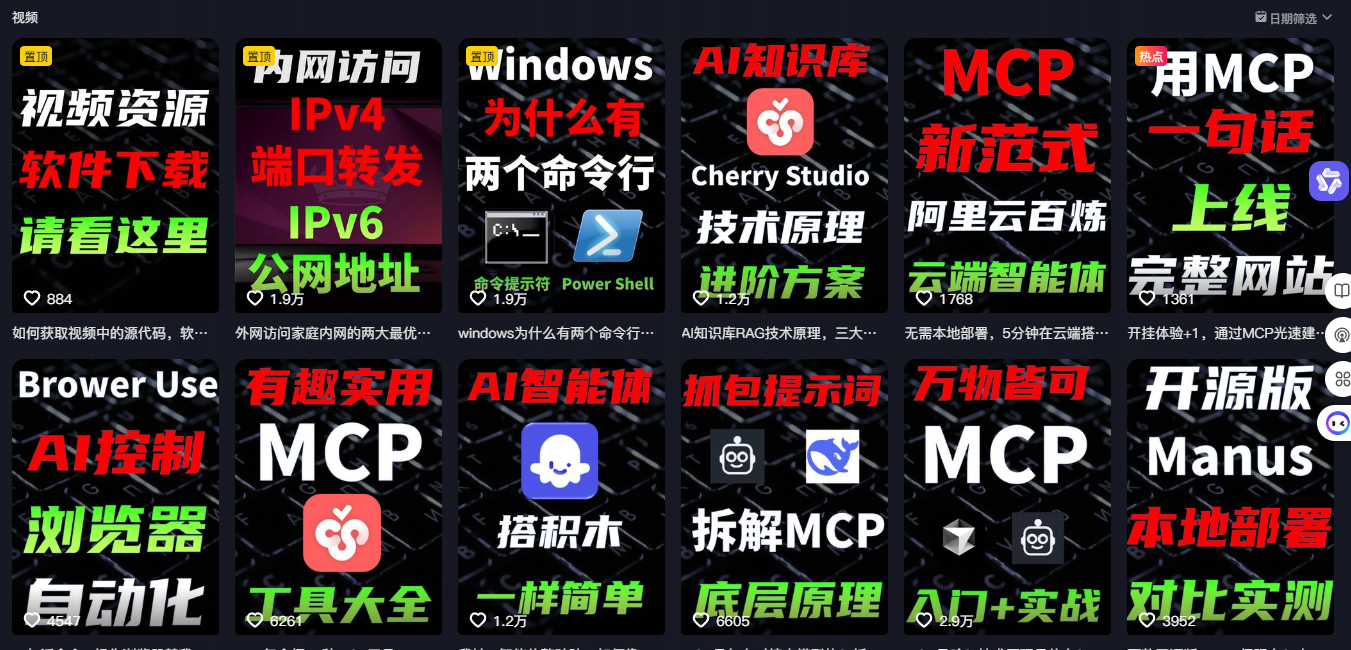 视频
日期筛选
置顶
视频资源
软件下载
请看这里
884
如何获取视频中的源代码，软···
置顶
内网访问
IPv4
端口转发
IPv6
公网地址
1.9万
外网访问家庭内网的两大最优···
置顶
Windows
为什么有
两个命令行
C:\_
命令提示符 Power Shell
1.9万
windows为什么有两个命令行···
AI知识库
Cherry Studio
技术原理
进阶方案
1.2万
AI知识库RAG技术原理，三大···
MCP
新范式
阿里云百炼
云端智能体
1768
无需本地部署，5分钟在云端搭···
热点
用MCP
一句话
上线
完整网站
1361
开挂体验+1，通过MCP光速建···
Brower Use
AI控制
浏览器
自动化
4547
有趣实用
MCP
工具大全
6261
AI智能体
搭积木
一样简单
1.2万
抓包提示词
拆解MCP
底层原理
6605
万物皆可
MCP
入门+实战
2.9万
开源版
Manus
本地部署
对比实测
3952